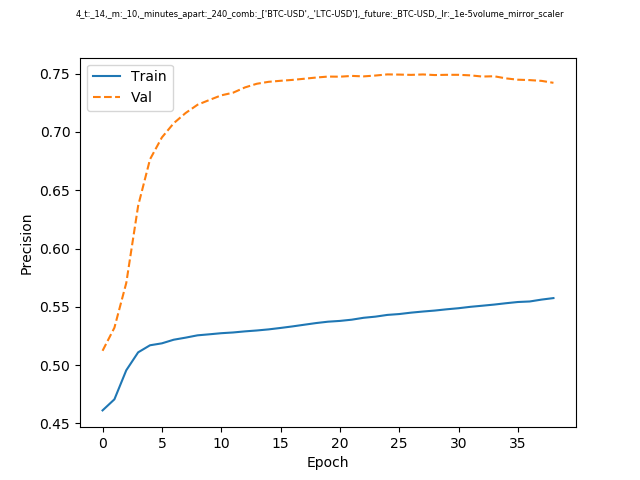 4_t:_14,_m:_10,_minutes_apart:_240_comb:_['BTC-USD',_'LTC-USD'],_future:_BTC-USD,_lr:_1e-5volume_mirror_scaler
Train
Val
0.75
0.70
0.65
0.60
0.55
0.50
0.45
Precision
0 5 10 15 20 25 30 35
Epoch